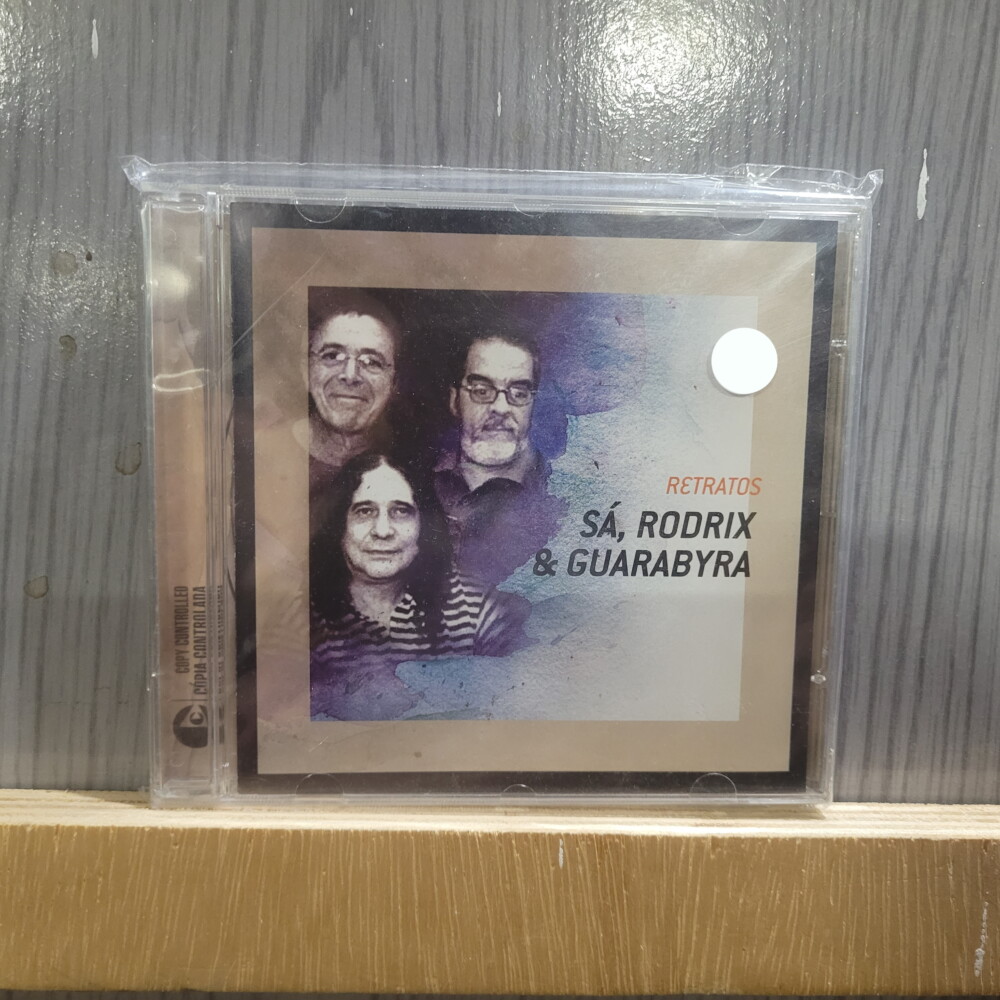 RETRATOS
SÁ, RODRIX
& GUARABYRA
COPY CONTROLLED
CÓPIA CONTROLADA